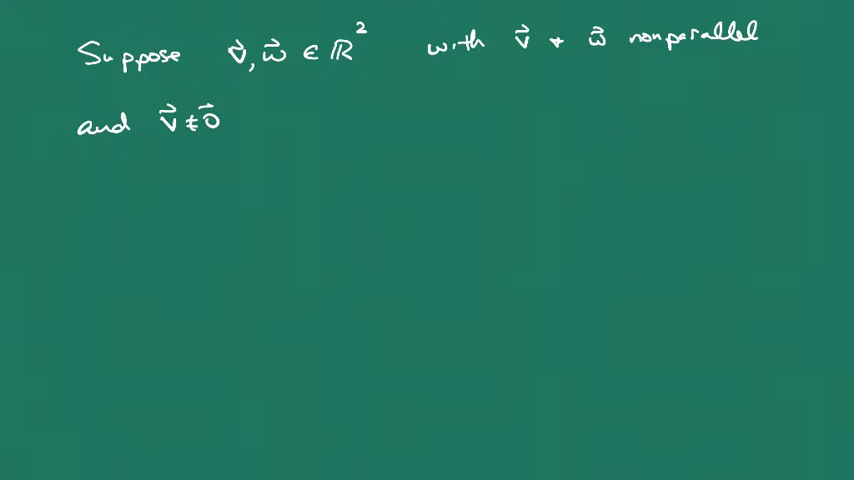 Suppose v⃗, w⃗ ∈ ℝ² with v⃗ + w⃗ nonparallel
and v⃗ ≠ 0⃗